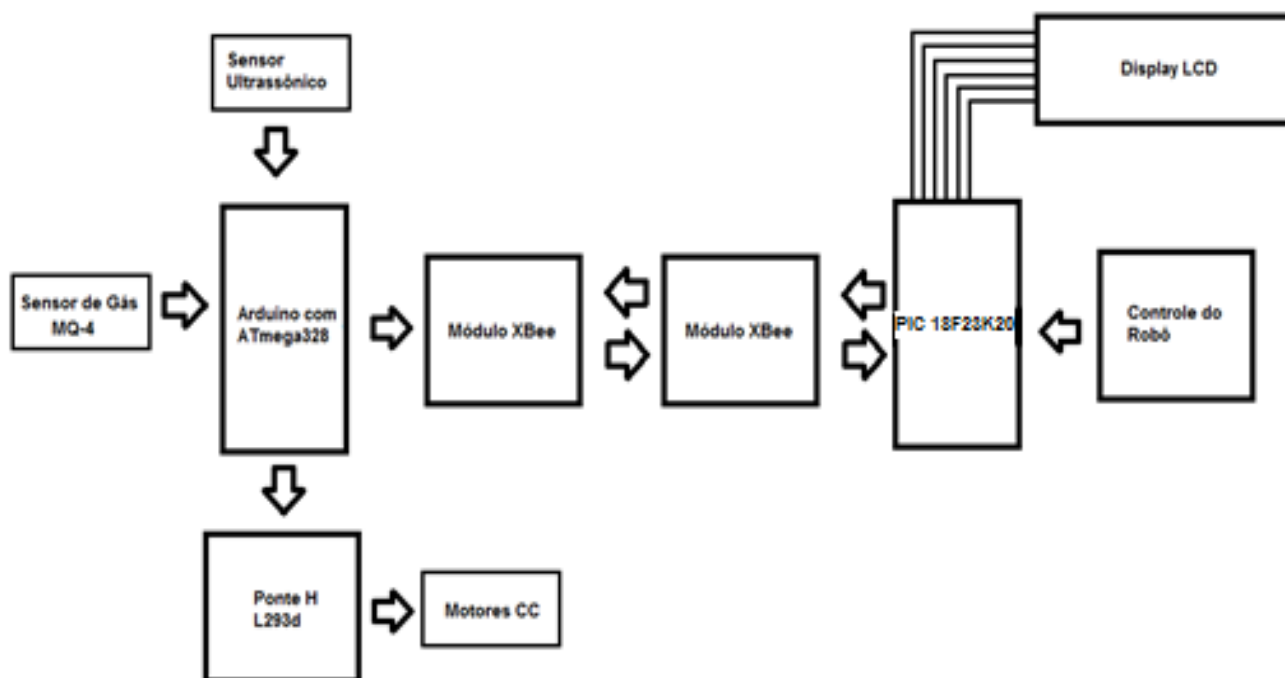 Sensor
Ultrassônico
Display LCD
Sensor de Gás
MQ-4
Arduino com
ATmega328
Módulo XBee
Módulo XBee
PIC 18F23K20
Controle do
Robô
Ponte H
L293d
Motores CC